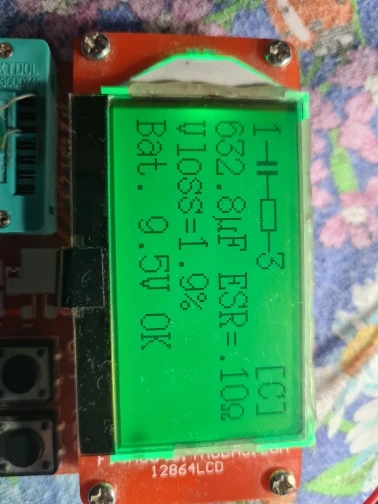 1-||-▭-3 [C]
632.8µF ESR=.10Ω
Vloss=1.9%
Bat. 9.5V OK
12864LCD